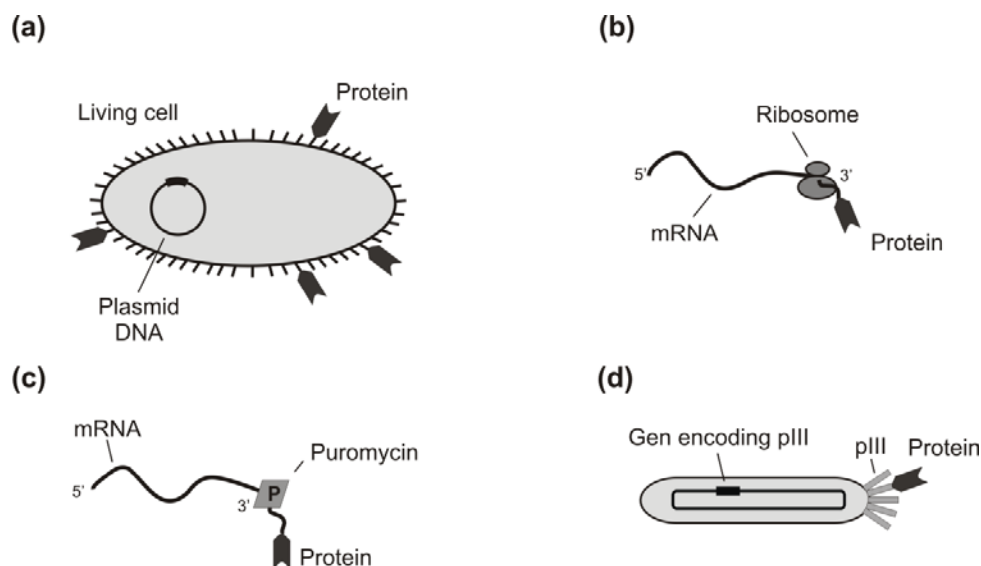 (a)
Protein
Living cell
Plasmid
DNA
(b)
Ribosome
5’
3’
mRNA
Protein
(c)
mRNA
Puromycin
5’
3’
P
Protein
(d)
Gen encoding pIII
pIII
Protein